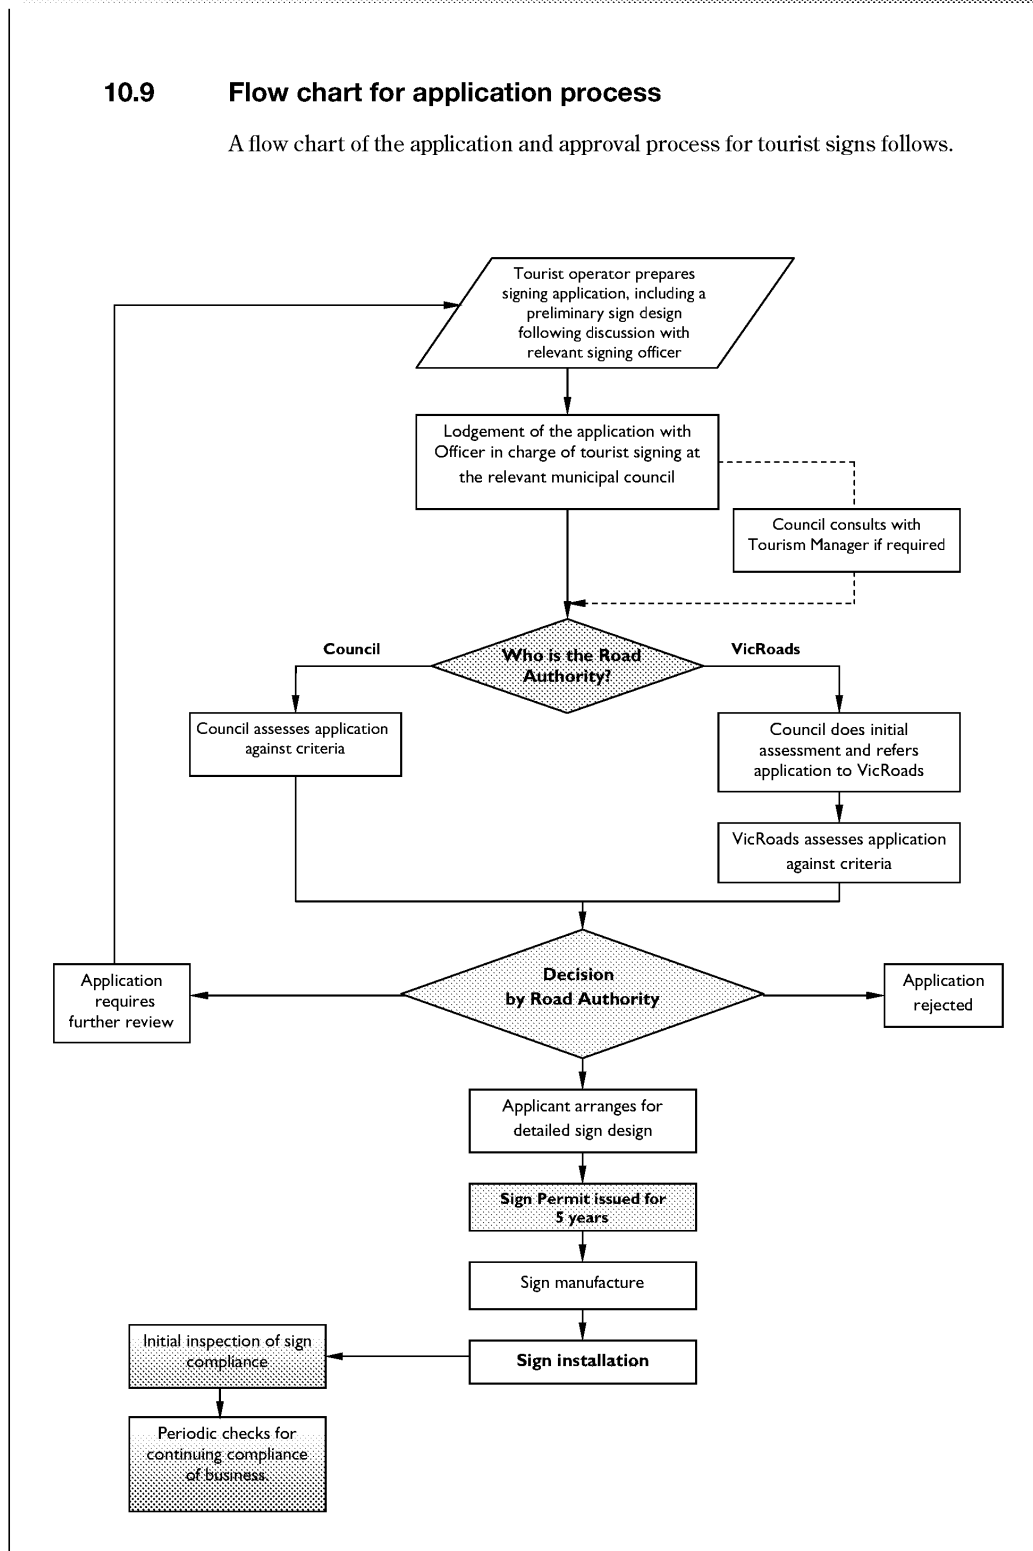 10.9 Flow chart for application process
A flow chart of the application and approval process for tourist signs follows.
Tourist operator prepares
signing application, including a
preliminary sign design
following discussion with
relevant signing officer
Lodgement of the application with
Officer in charge of tourist signing at
the relevant municipal council
Council consults with
Tourism Manager if required
Who is the Road
Authority?
Council
VicRoads
Council assesses application
against criteria
Council does initial
assessment and refers
application to VicRoads
VicRoads assesses application
against criteria
Decision
by Road Authority
Application
requires
further review
Application
rejected
Applicant arranges for
detailed sign design
Sign Permit issued for
5 years
Sign manufacture
Sign installation
Initial inspection of sign
compliance
Periodic checks for
continuing compliance
of business.